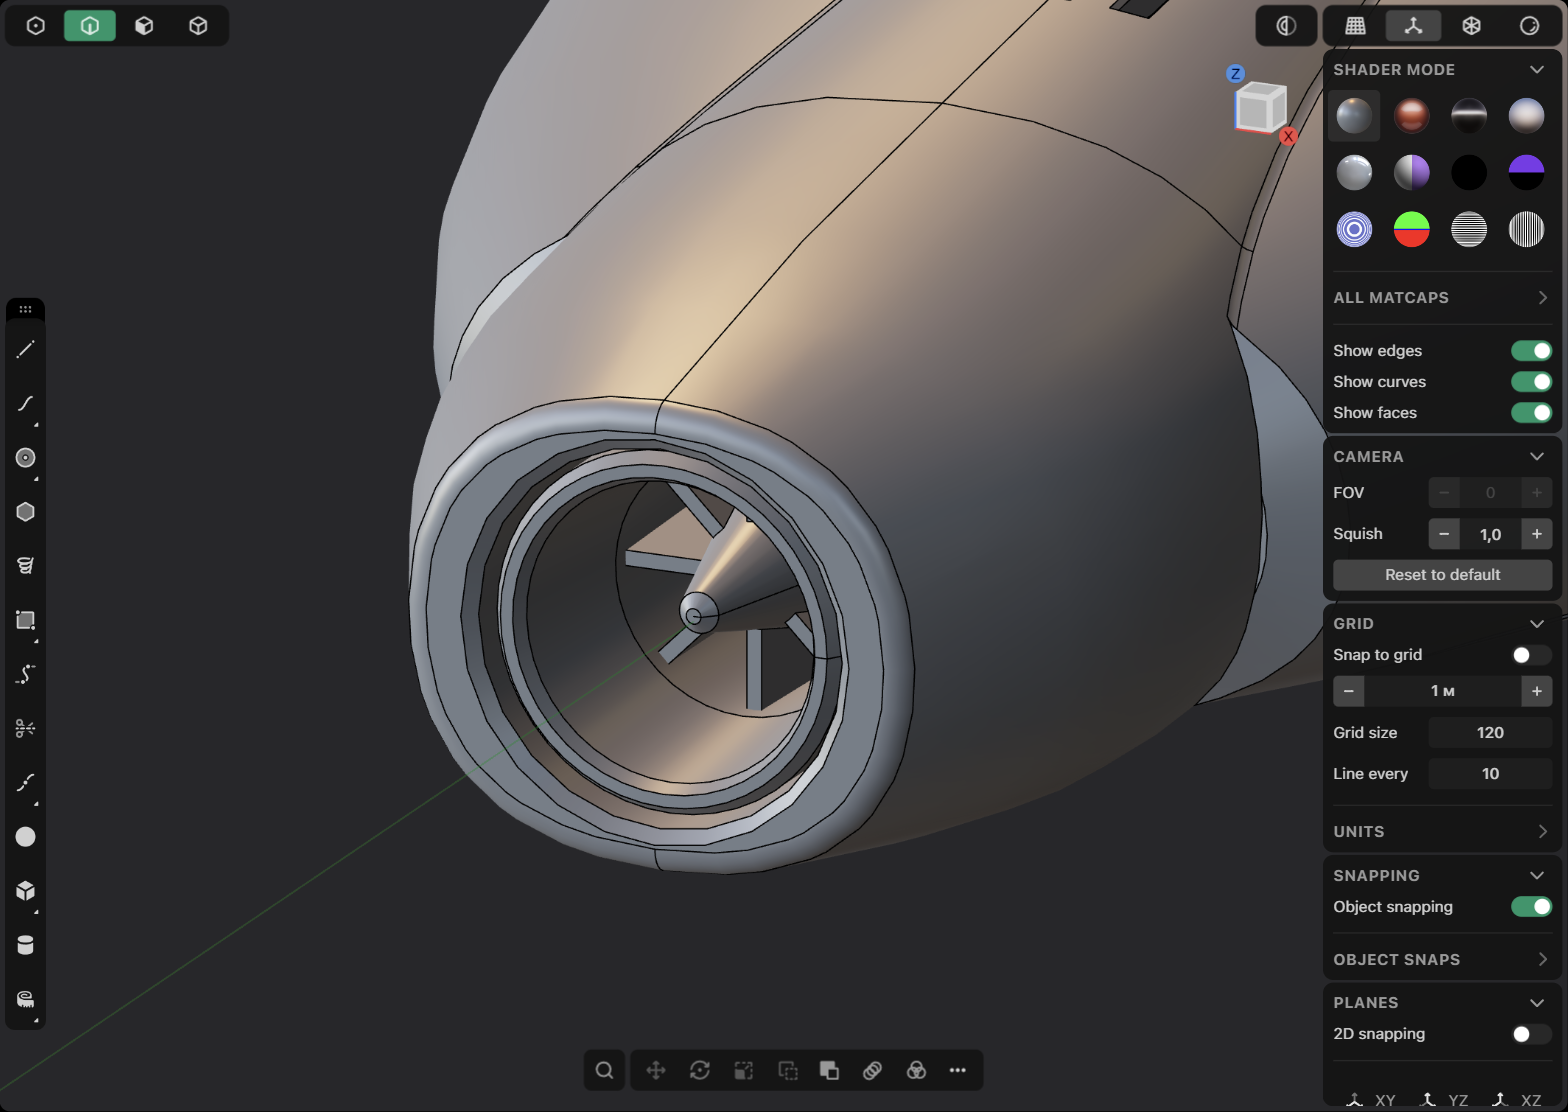 SHADER MODE
Z
X
ALL MATCAPS
Show edges
Show curves
Show faces
CAMERA
FOV − 0 +
Squish − 1,0 +
Reset to default
GRID
Snap to grid
− 1 м +
Grid size 120
Line every 10
UNITS
SNAPPING
Object snapping
OBJECT SNAPS
PLANES
2D snapping
XY YZ XZ